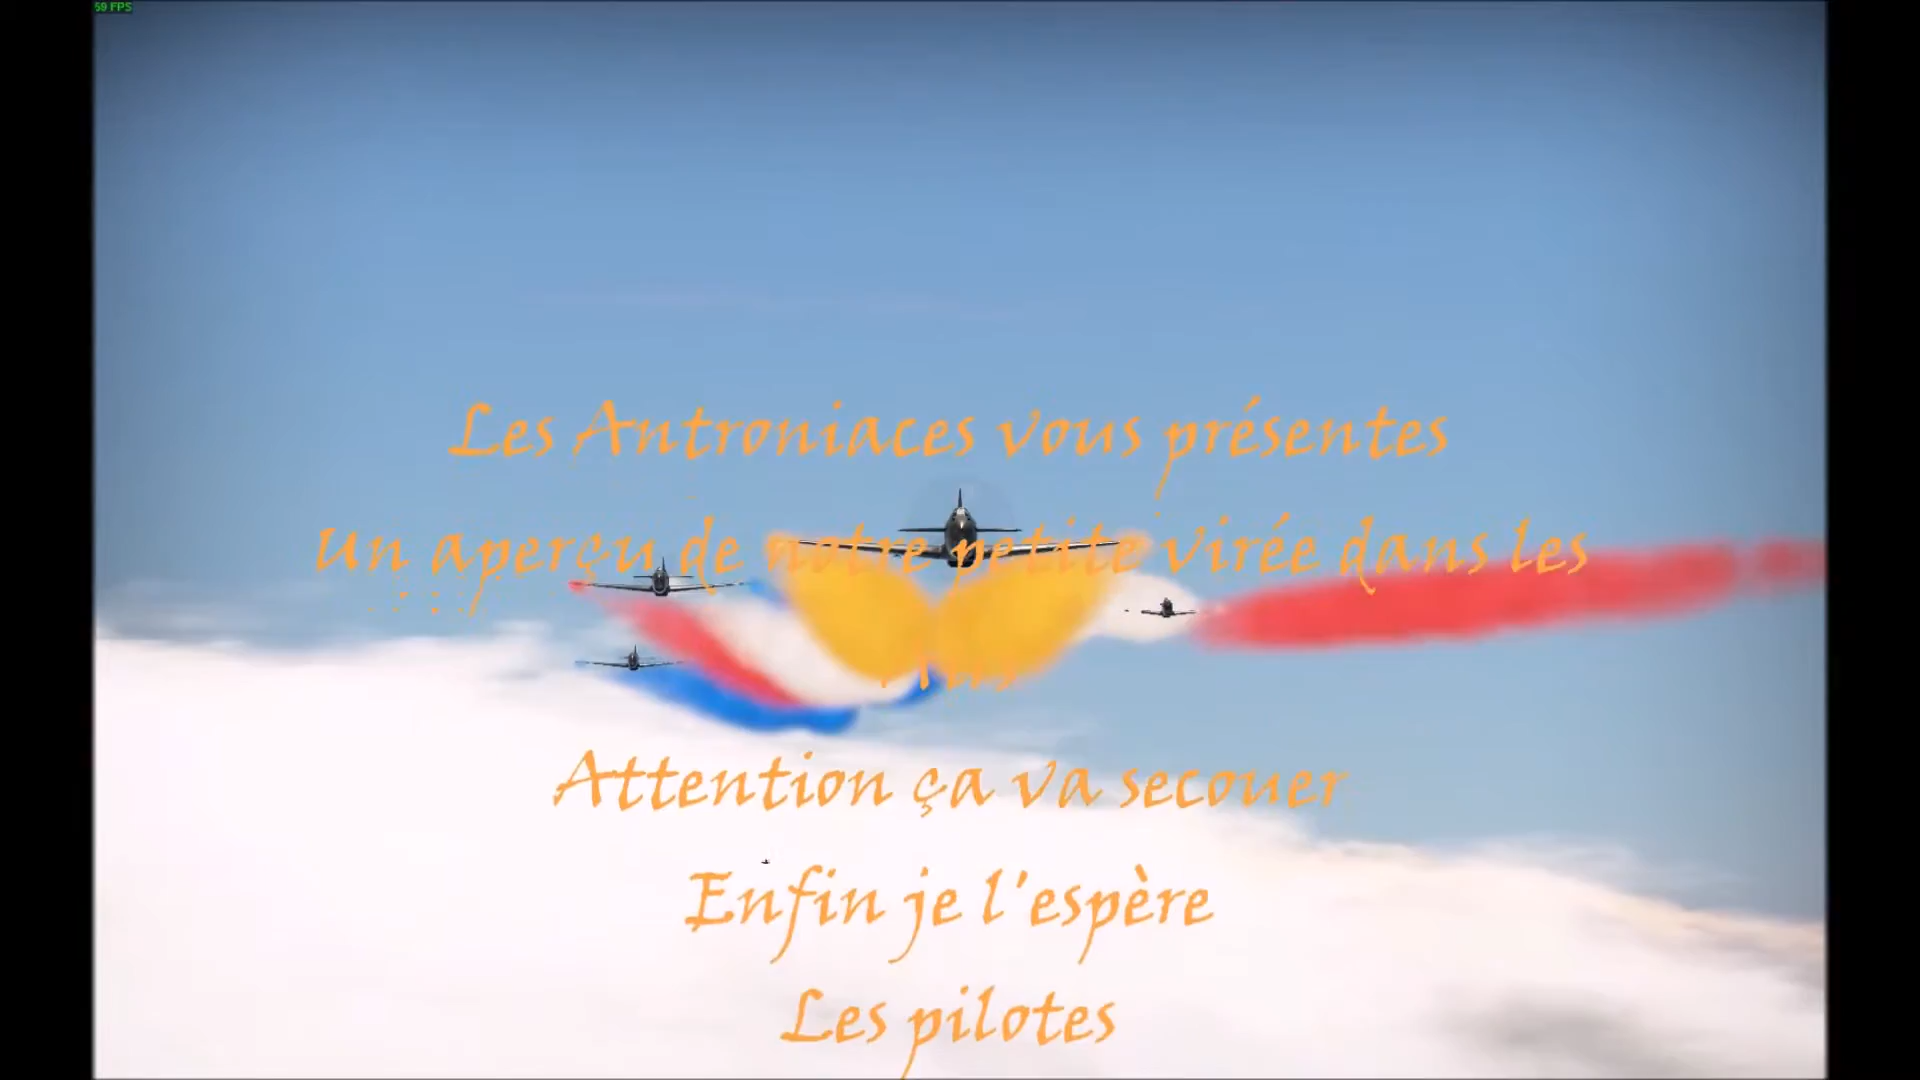 59 FPS
Les Antroniaces vous présentes
Un aperçu de notre petite virée dans les
Attention ça va secouer
Enfin je l'espère
Les pilotes